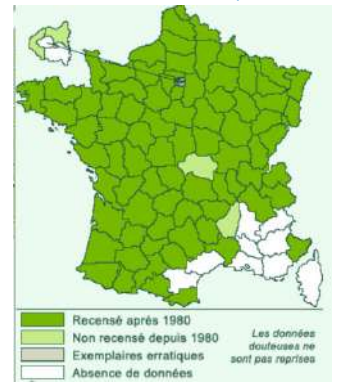 Recensé après 1980
Non recensé depuis 1980
Exemplaires erratiques
Absence de données
Les données
douteuses ne
sont pas reprises